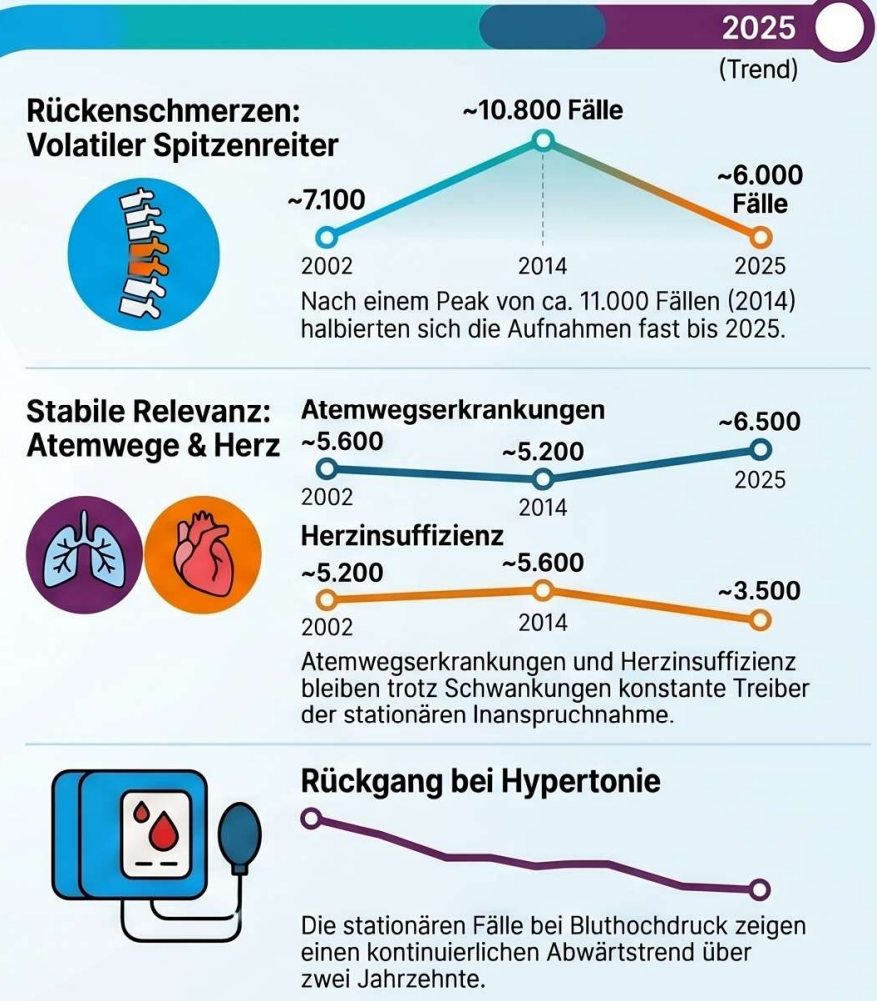 2025
(Trend)
Rückenschmerzen:
Volatiler Spitzenreiter
~7.100
2002
~10.800 Fälle
2014
~6.000
Fälle
2025
Nach einem Peak von ca. 11.000 Fällen (2014)
halbierten sich die Aufnahmen fast bis 2025.
Stabile Relevanz:
Atemwege & Herz
Atemwegserkrankungen
~5.600
2002
~5.200
2014
~6.500
2025
Herzinsuffizienz
~5.200
2002
~5.600
2014
~3.500
Atemwegserkrankungen und Herzinsuffizienz
bleiben trotz Schwankungen konstante Treiber
der stationären Inanspruchnahme.
Rückgang bei Hypertonie
Die stationären Fälle bei Bluthochdruck zeigen
einen kontinuierlichen Abwärtstrend über
zwei Jahrzehnte.